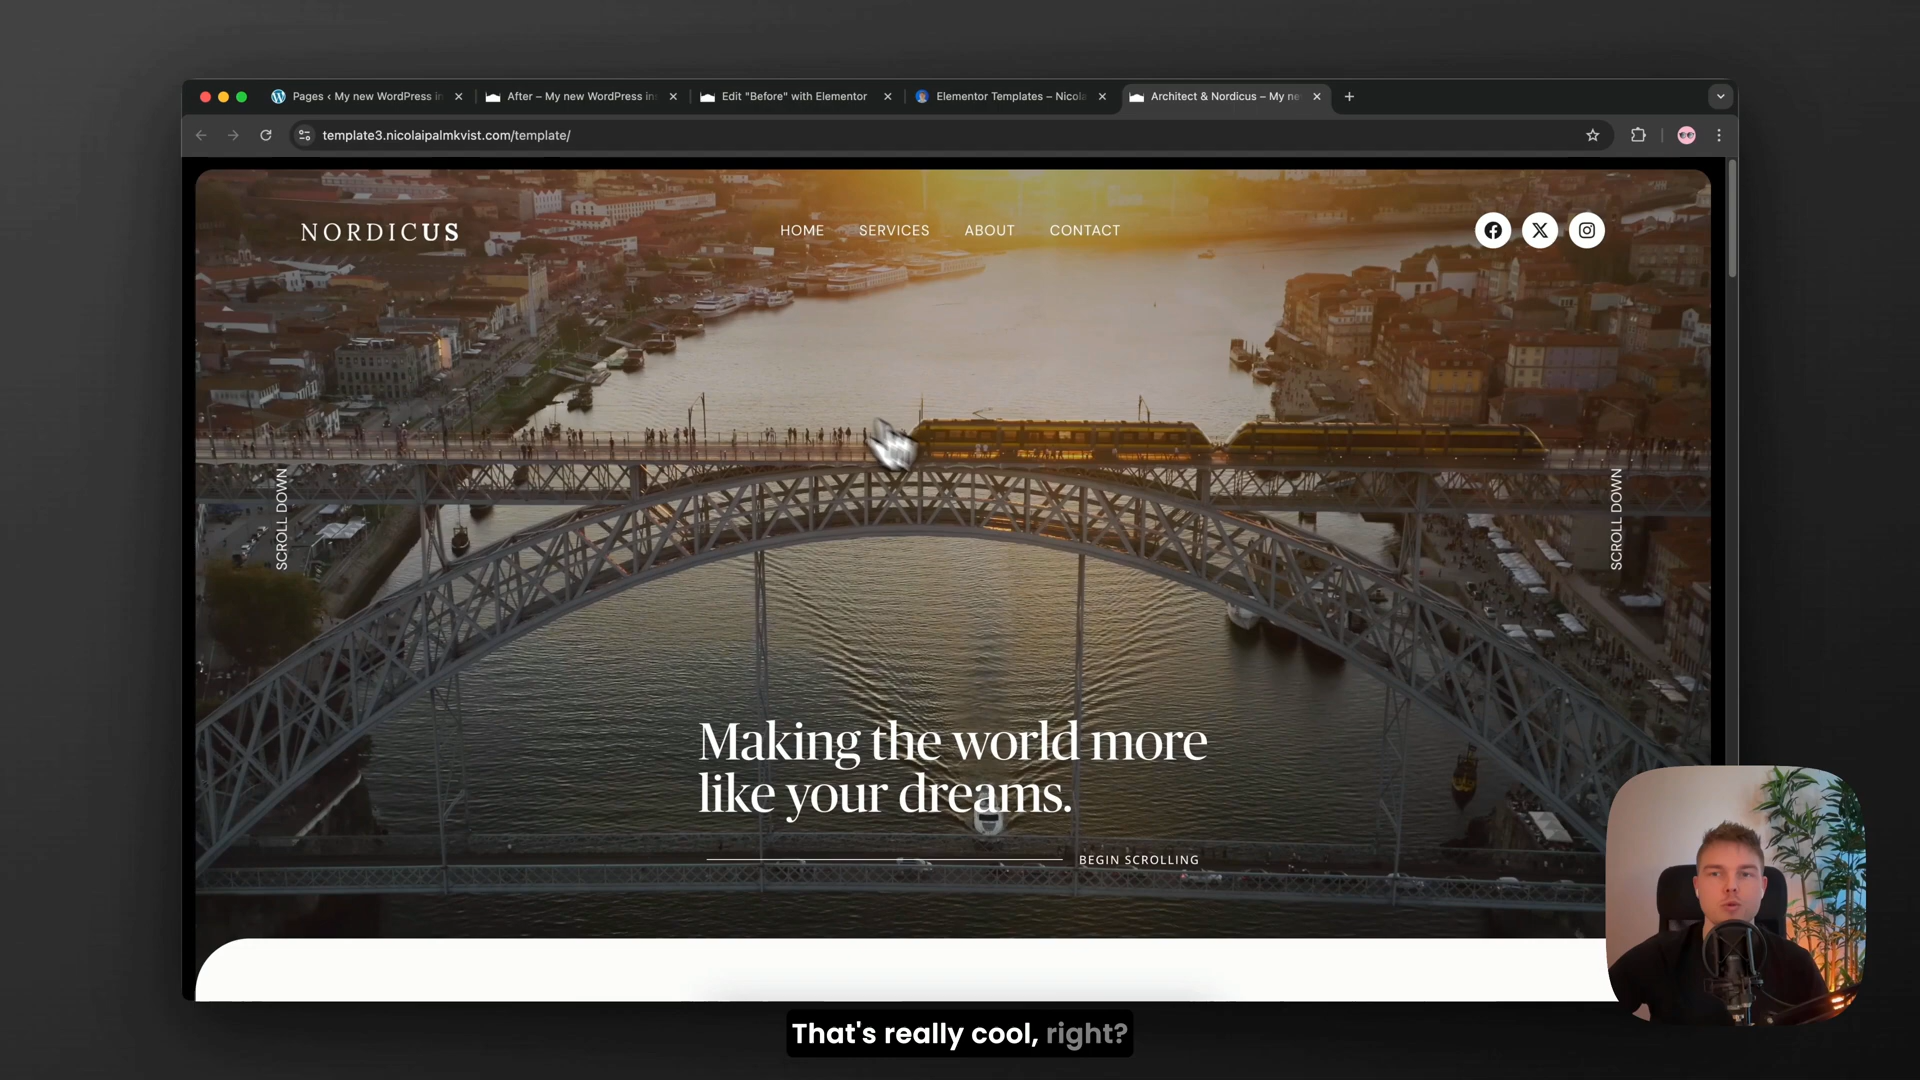 Pages ‹ My new WordPress in
After – My new WordPress in
Edit "Before" with Elementor
Elementor Templates – Nicola
Architect & Nordicus – My ne
template3.nicolaipalmkvist.com/template/
NORDICUS
HOME
SERVICES
ABOUT
CONTACT
SCROLL DOWN
SCROLL DOWN
Making the world more
like your dreams.
BEGIN SCROLLING
That's really cool, right?